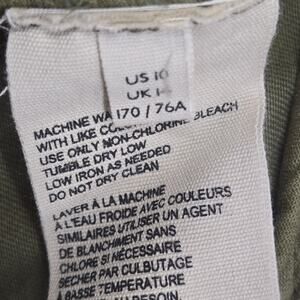 US 10
UK 1
170 / 76A
MACHINE WA
WITH LIKE COLO
USE ONLY NON-CHLORINE BLEACH
TUMBLE DRY LOW
LOW IRON AS NEEDED
DO NOT DRY CLEAN
LAVER À LA MACHINE
À L'EAU FROIDE AVEC COULEURS
SIMILAIRES UTILISER UN AGENT
DE BLANCHIMENT SANS
CHLORE SI NÉCESSAIRE
SÉCHER PAR CULBUTAGE
À BASSE TEMPÉRATURE
BESOIN